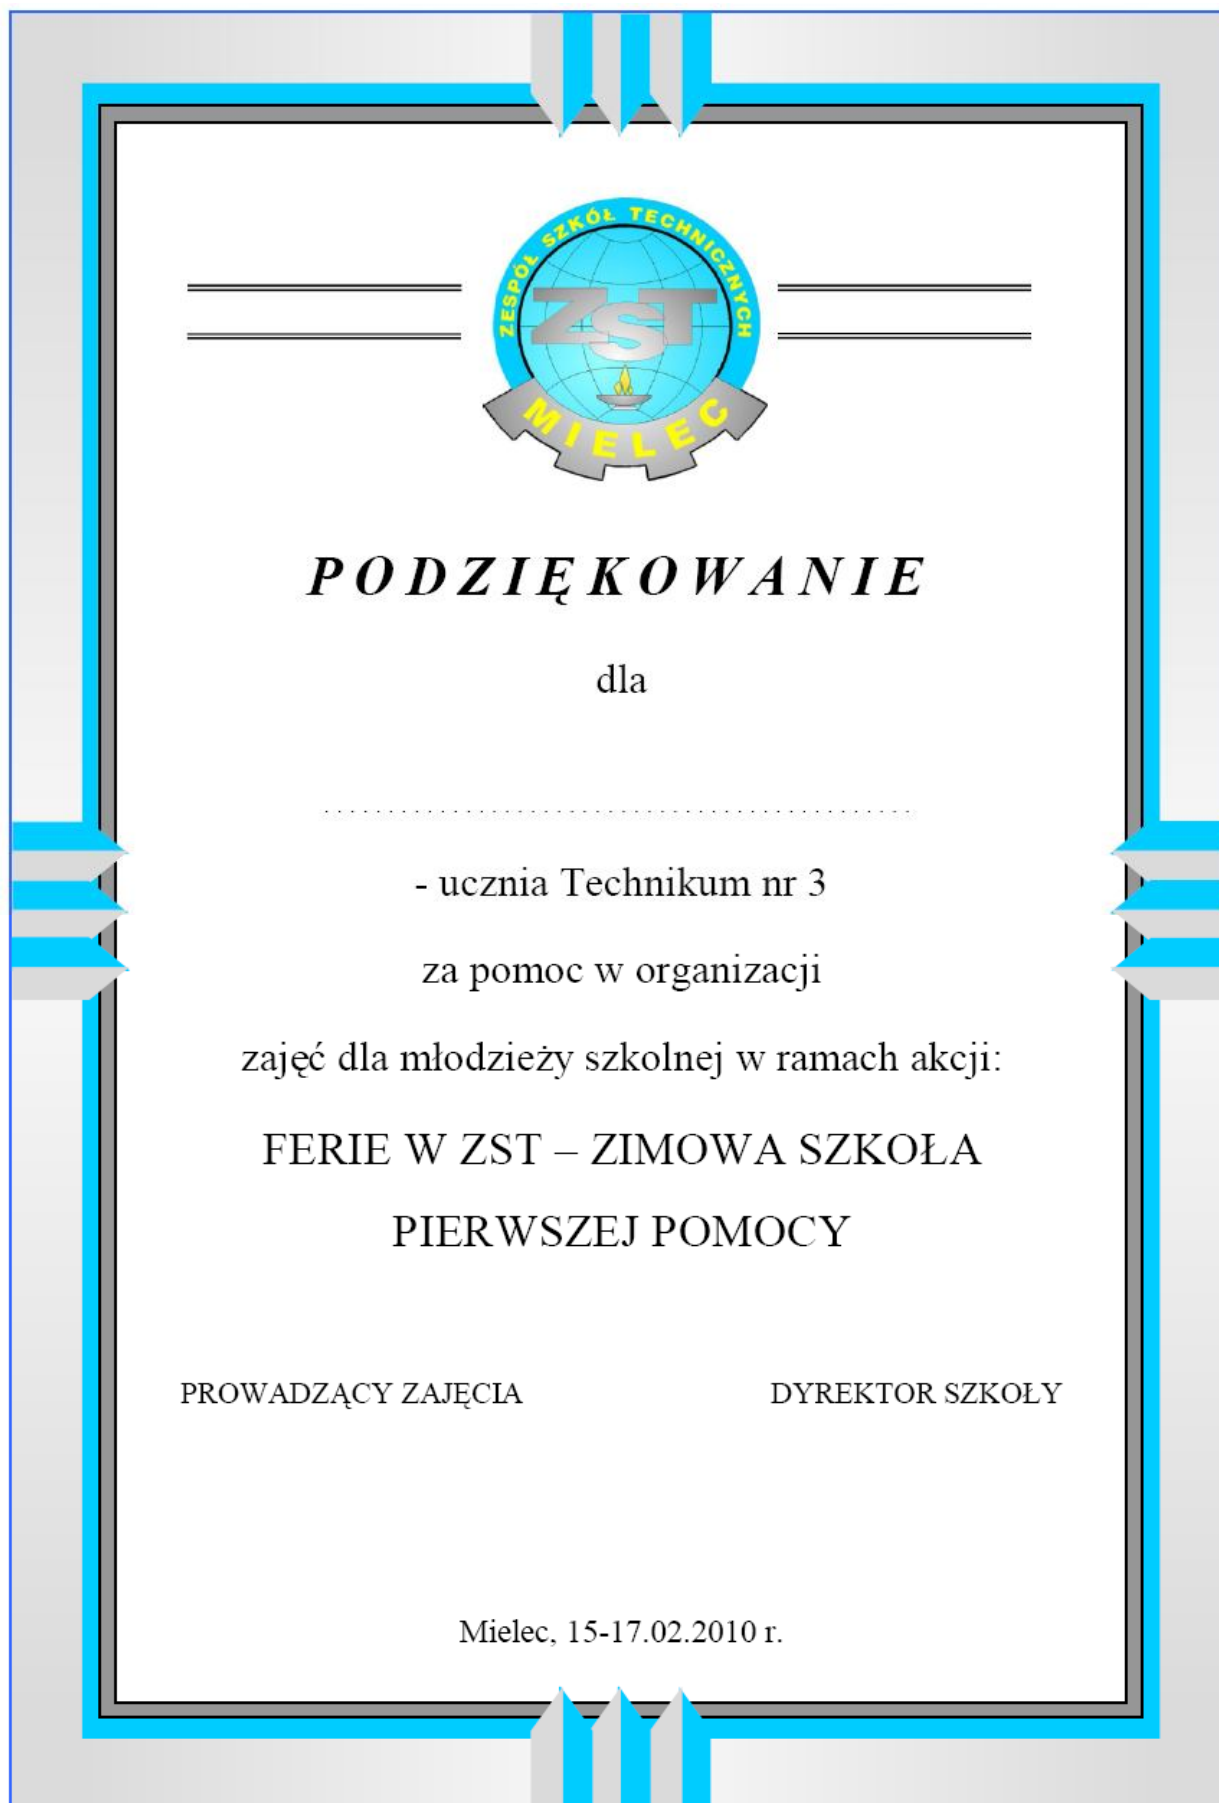 ZESPÓŁ SZKÓŁ TECHNICZNYCH
ZST
MIELEC
PODZIĘKOWANIE
dla
..............................................
- ucznia Technikum nr 3
za pomoc w organizacji
zajęć dla młodzieży szkolnej w ramach akcji:
FERIE W ZST – ZIMOWA SZKOŁA
PIERWSZEJ POMOCY
PROWADZĄCY ZAJĘCIA DYREKTOR SZKOŁY
Mielec, 15-17.02.2010 r.